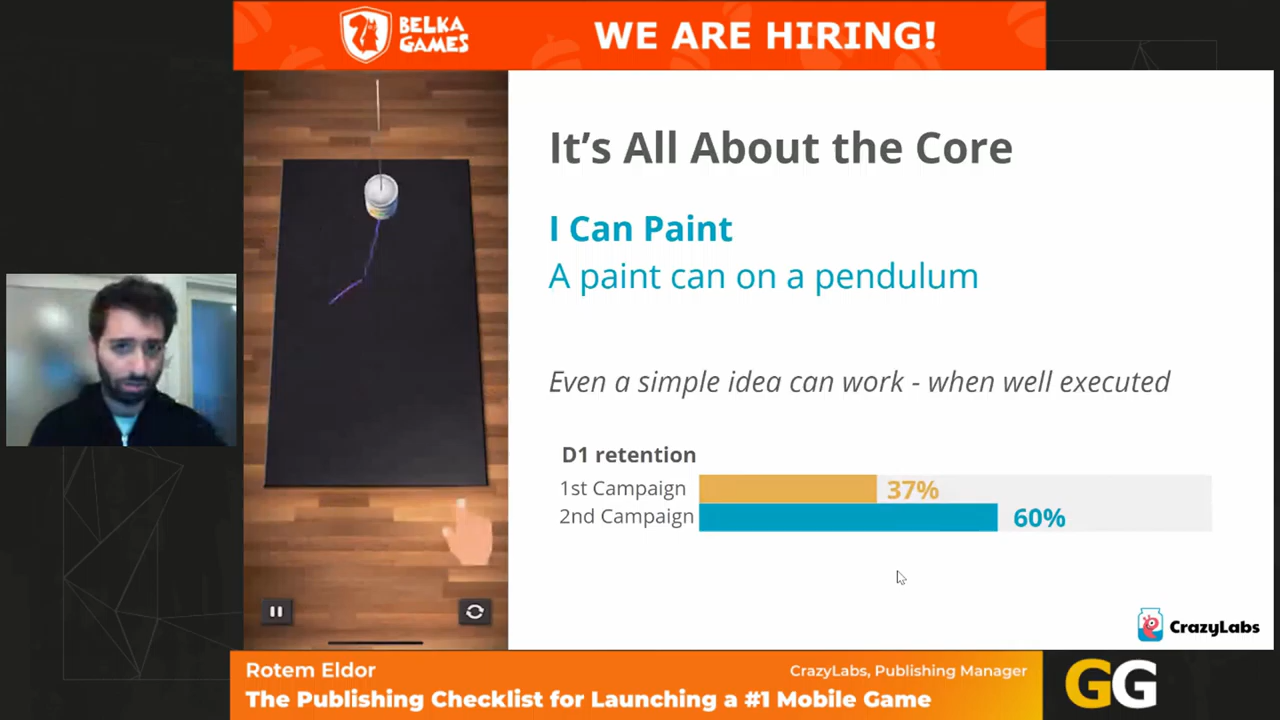 BELKA
GAMES
WE ARE HIRING!
It's All About the Core
I Can Paint
A paint can on a pendulum
Even a simple idea can work - when well executed
D1 retention
1st Campaign 37%
2nd Campaign 60%
CrazyLabs
Rotem Eldor
CrazyLabs, Publishing Manager
The Publishing Checklist for Launching a #1 Mobile Game
GG